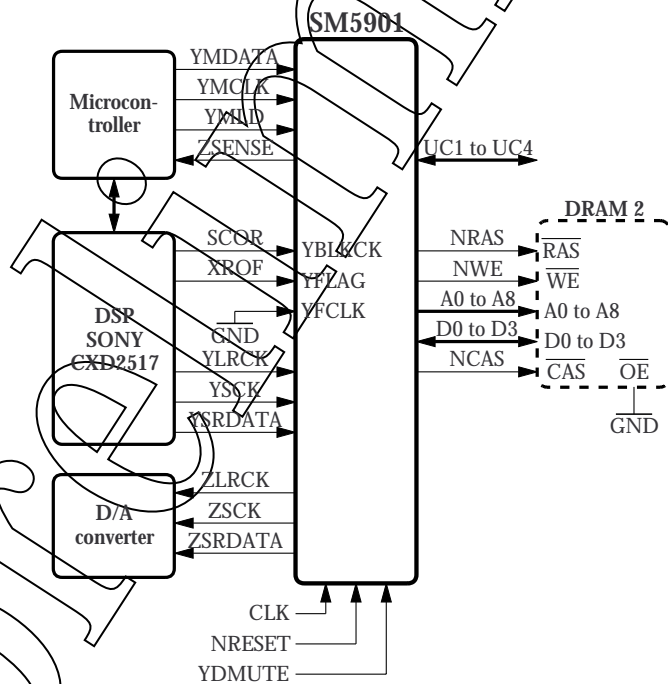 SM5901
Microcon-
troller
YMDATA
YMCLK
YMLD
ZSENSE
UC1 to UC4
DSP
SONY
CXD2517
SCOR
XROF
GND
YLRCK
YSCK
YSRDATA
YBLKCK
YFLAG
YFCLK
NRAS
NWE
A0 to A8
D0 to D3
NCAS
DRAM 2
RAS
WE
A0 to A8
D0 to D3
CAS OE
GND
D/A
converter
ZLRCK
ZSCK
ZSRDATA
CLK
NRESET
YDMUTE